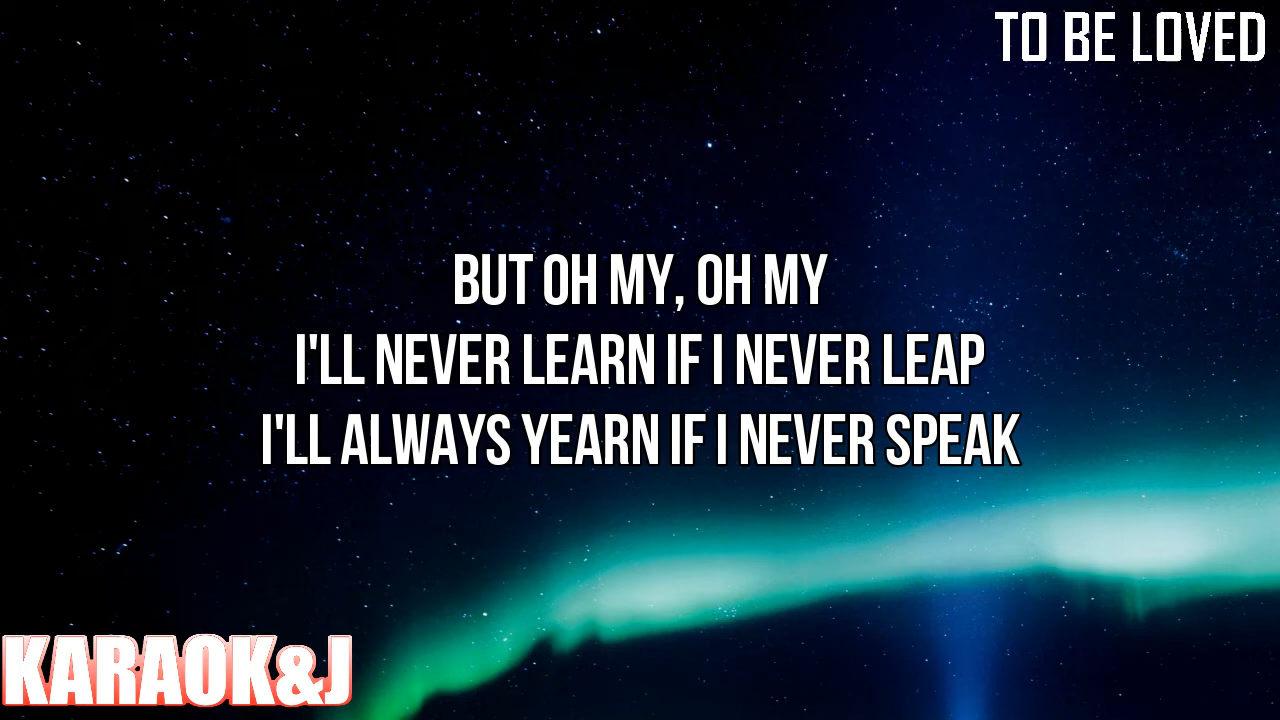 TO BE LOVED
BUT OH MY, OH MY
I'LL NEVER LEARN IF I NEVER LEAP
I"LL ALWAYS YEARN IF I NEVER SPEAK
KARAOK&J